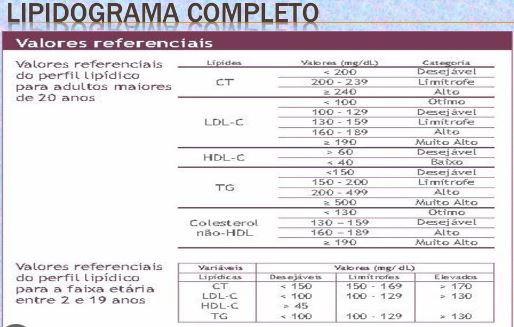 LIPIDOGRAMA COMPLETO
Valores referenciais
Valores referenciais
do perfil lipídico
para adultos maiores
de 20 anos
Lípides Valores (mg/dL) Categoria
CT
< 200 Desejável
200 - 239 Limítrofe
≥ 240 Alto
LDL-C
< 100 Ótimo
100 - 129 Desejável
130 - 159 Limítrofe
160 - 189 Alto
≥ 190 Muito Alto
HDL-C
> 60 Desejável
< 40 Baixo
TG
<150 Desejável
150 - 200 Limítrofe
200 - 499 Alto
≥ 500 Muito Alto
Colesterol
não-HDL
< 130 Ótimo
130 - 159 Desejável
160 - 189 Alto
≥ 190 Muito Alto
Valores referenciais
do perfil lipídico
para a faixa etária
entre 2 e 19 anos
Variáveis Valores (mg/dL)
Lipídicas Desejáveis Limítrofes Elevados
CT < 150 150 - 169 > 170
LDL-C < 100 100 - 129 > 130
HDL-C > 45
TG < 100 100 - 129 > 130